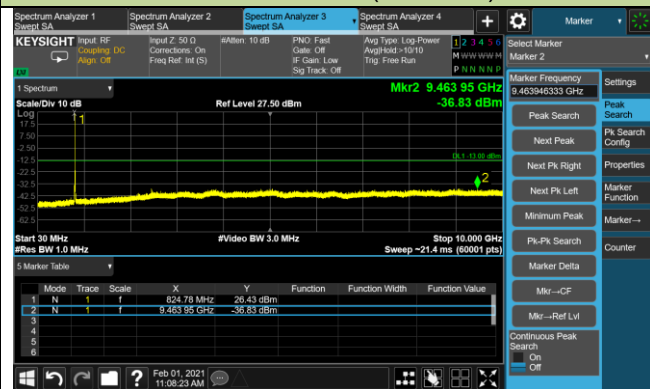 Spectrum Analyzer 1
Swept SA
Spectrum Analyzer 2
Swept SA
Spectrum Analyzer 3
Swept SA
Spectrum Analyzer 4
Swept SA
+
Marker
KEYSIGHT
Input: RF
Coupling: DC
Align: Off
Input Z: 50 Ω
Corrections: On
Freq Ref: Int (S)
#Atten: 10 dB
PNO: Fast
Gate: Off
IF Gain: Low
Sig Track: Off
Avg Type: Log-Power
Avg|Hold:>10/10
Trig: Free Run
1 2 3 4 5 6
M W W W W M
P N N N N P
Select Marker
Marker 2
1 Spectrum
Scale/Div 10 dB
Ref Level 27.50 dBm
Mkr2 9.463 95 GHz
-36.83 dBm
Log
17.5
7.50
-2.50
-12.5
-22.5
-32.5
-42.5
-52.5
-62.5
1
DL1 -13.00 dBm
2
Start 30 MHz
#Video BW 3.0 MHz
Stop 10.000 GHz
#Res BW 1.0 MHz
Sweep ~21.4 ms (60001 pts)
5 Marker Table
Mode Trace Scale X Y Function Function Width Function Value
1 N 1 f 824.78 MHz 26.43 dBm
2 N 1 f 9.463 95 GHz -36.83 dBm
3
4
5
6
Marker Frequency
9.463946333 GHz
Peak Search
Next Peak
Next Pk Right
Next Pk Left
Minimum Peak
Pk-Pk Search
Marker Delta
Mkr→CF
Mkr→Ref Lvl
Continuous Peak
Search
On
Off
Settings
Peak
Search
Pk Search
Config
Properties
Marker
Function
Marker→
Counter
?
Feb 01, 2021
11:08:23 AM